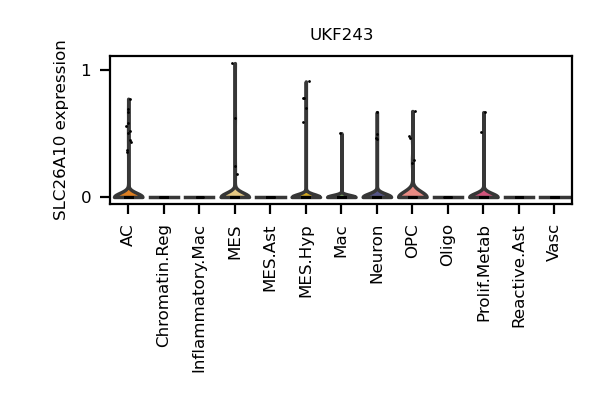 UKF243
SLC26A10 expression
1
0
AC
Chromatin.Reg
Inflammatory.Mac
MES
MES.Ast
MES.Hyp
Mac
Neuron
OPC
Oligo
Prolif.Metab
Reactive.Ast
Vasc